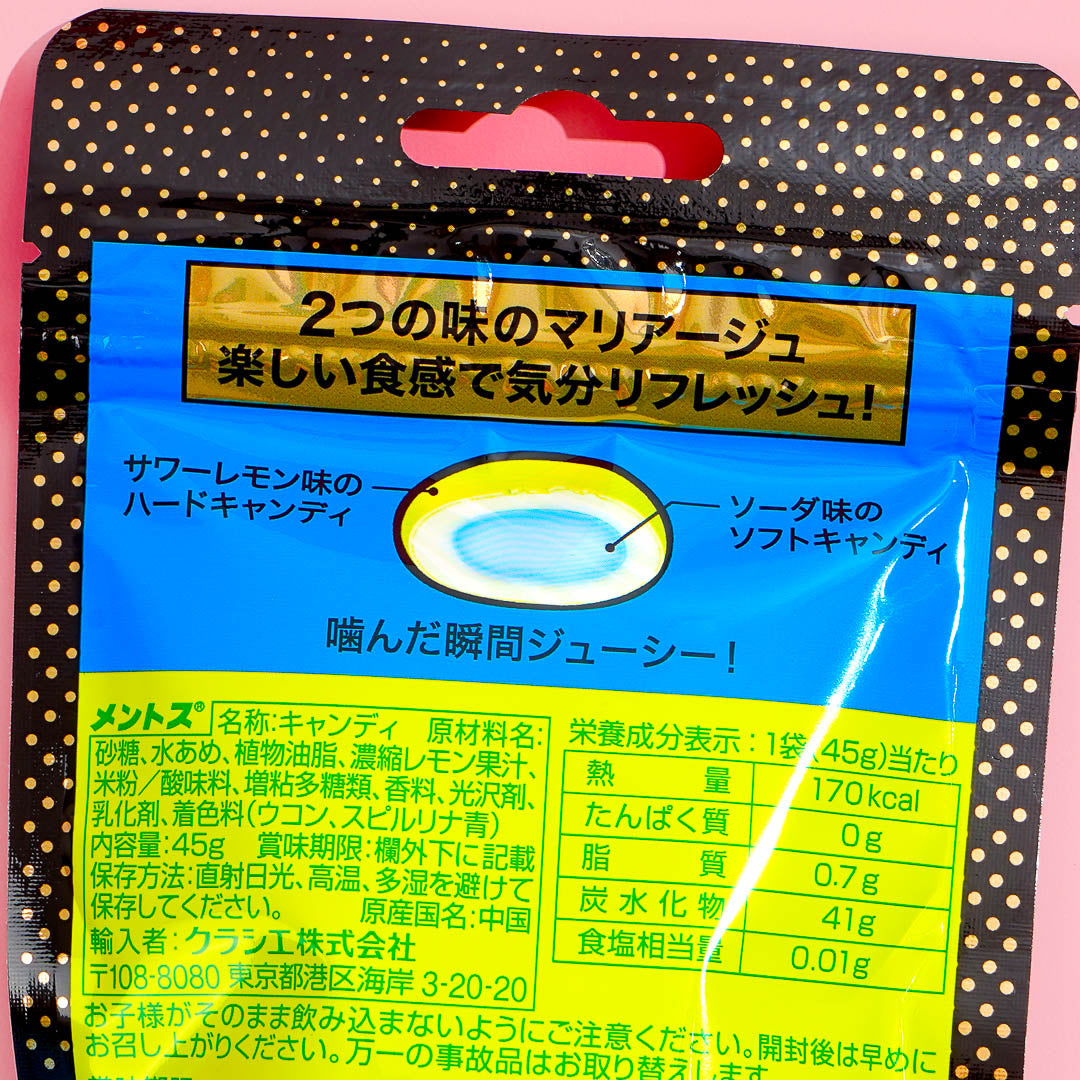 2つの味のマリアージュ
楽しい食感で気分リフレッシュ!
サワーレモン味の
ハードキャンディ
ソーダ味の
ソフトキャンディ
噛んだ瞬間ジューシー!
メントス® 名称:キャンディ 原材料名:
砂糖、水あめ、植物油脂、濃縮レモン果汁、
米粉/酸味料、増粘多糖類、香料、光沢剤、
乳化剤、着色料(ウコン、スピルリナ青)
内容量:45g 賞味期限:欄外下に記載
保存方法:直射日光、高温、多湿を避けて
保存してください。 原産国名:中国
輸入者:クラシエ株式会社
〒108-8080 東京都港区海岸 3-20-20
栄養成分表示:1袋(45g)当たり
熱量 170kcal
たんぱく質 0g
脂質 0.7g
炭水化物 41g
食塩相当量 0.01g
お子様がそのまま飲み込まないようにご注意ください。開封後は早めに
お召し上がりください。万一の事故品はお取り替えします